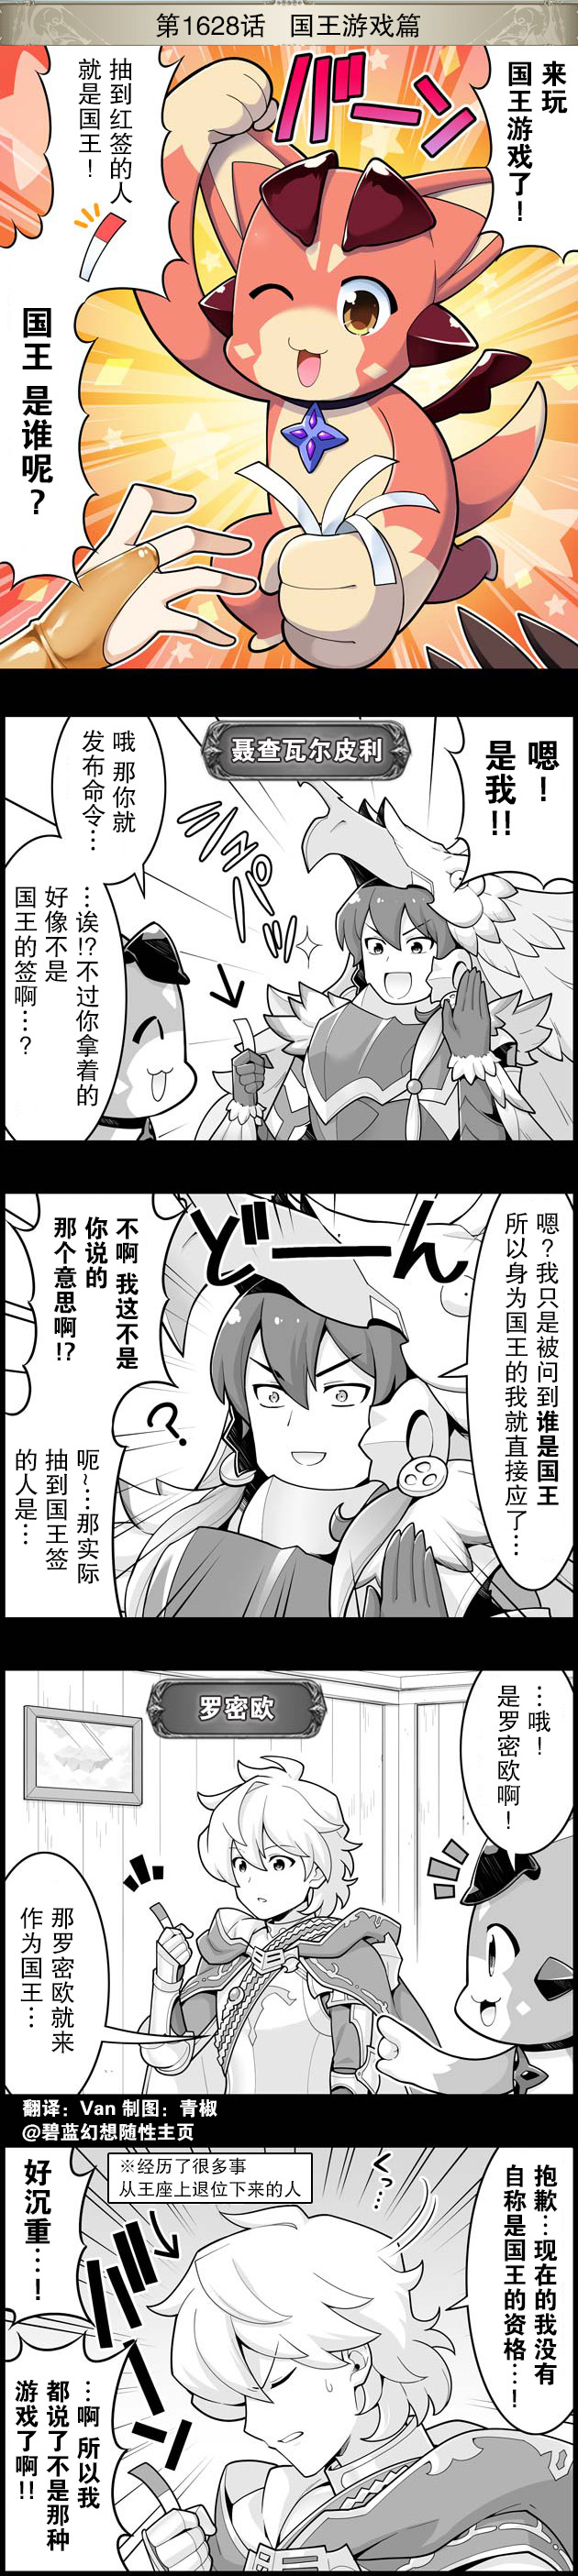 第1628话　国王游戏篇
来玩
国王游戏了！
バーン
抽到红签的人
就是国王！
国王 是谁呢？
嗯！
是我!!
聂查瓦尔皮利
哦 那你就
发布命令…
…诶!?不过你拿着的
好像不是
国王的签啊…？
嗯？我只是被问到谁是国王
所以身为国王的我就直接应了…
どーーん
不啊 我这不是
你说的
那个意思啊!?
？
呃~…那实际
抽到国王签
的人是…
…哦！
是罗密欧啊！
罗密欧
那罗密欧就来
作为国王…
翻译：Van 制图：青椒
@碧蓝幻想随性主页
抱歉…现在的我没有
自称是国王的资格…！
くっ…
※经历了很多事
从王座上退位下来的人
好沉重…！
…啊 所以我
都说了不是那种
游戏了啊!!